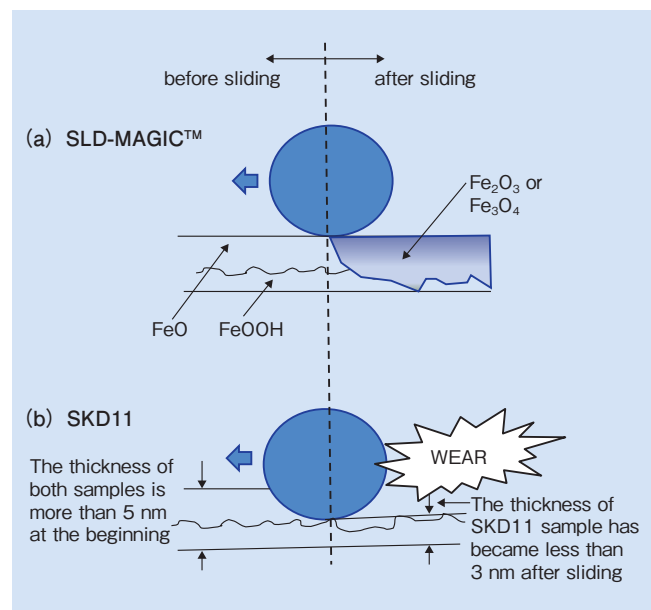 before sliding
after sliding
(a) SLD-MAGIC™
Fe₂O₃ or
Fe₃O₄
FeO
FeOOH
(b) SKD11
The thickness of
both samples is
more than 5 nm
at the beginning
WEAR
The thickness of
SKD11 sample has
became less than
3 nm after sliding